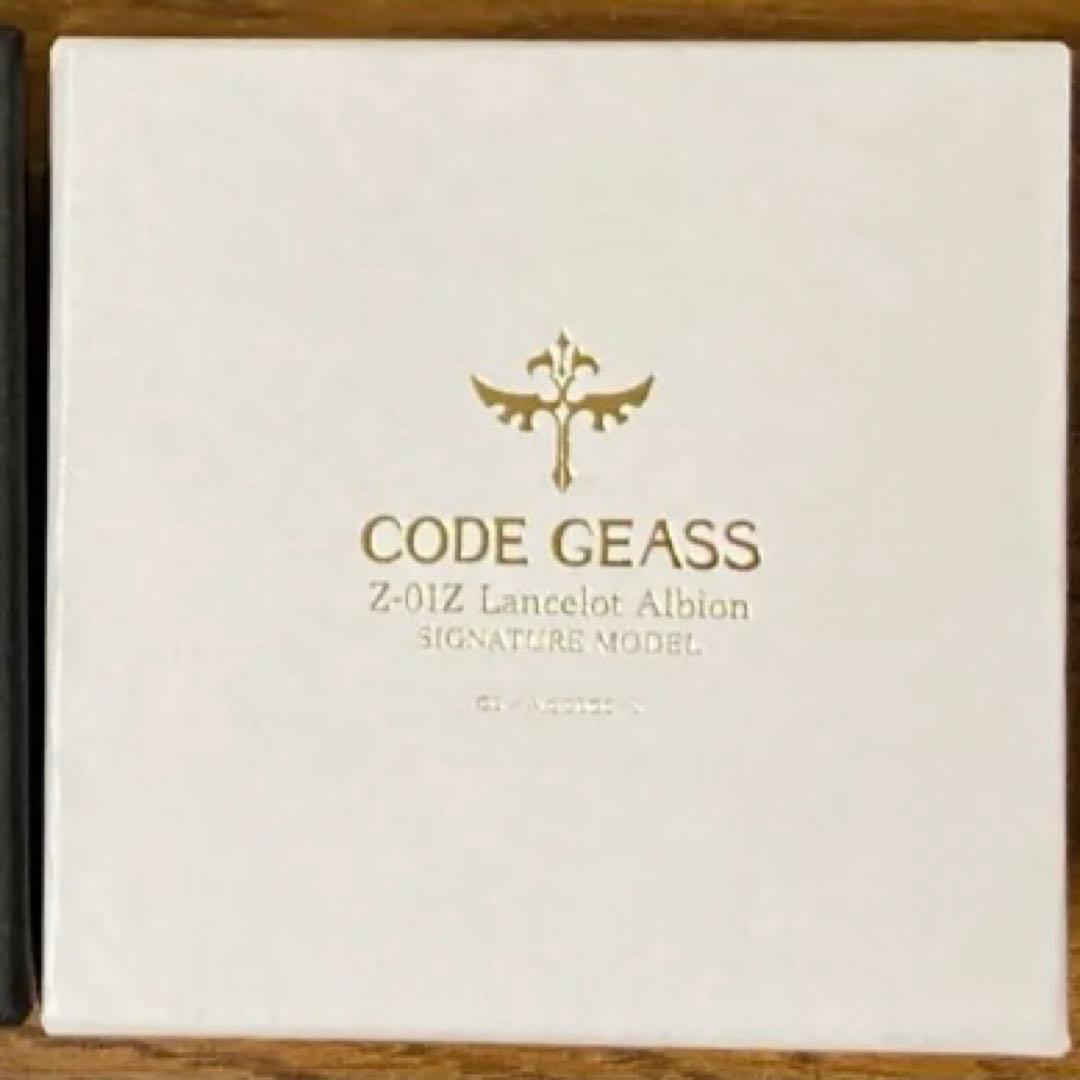 CODE GEASS
Z-01Z Lancelot Albion
SIGNATURE MODEL